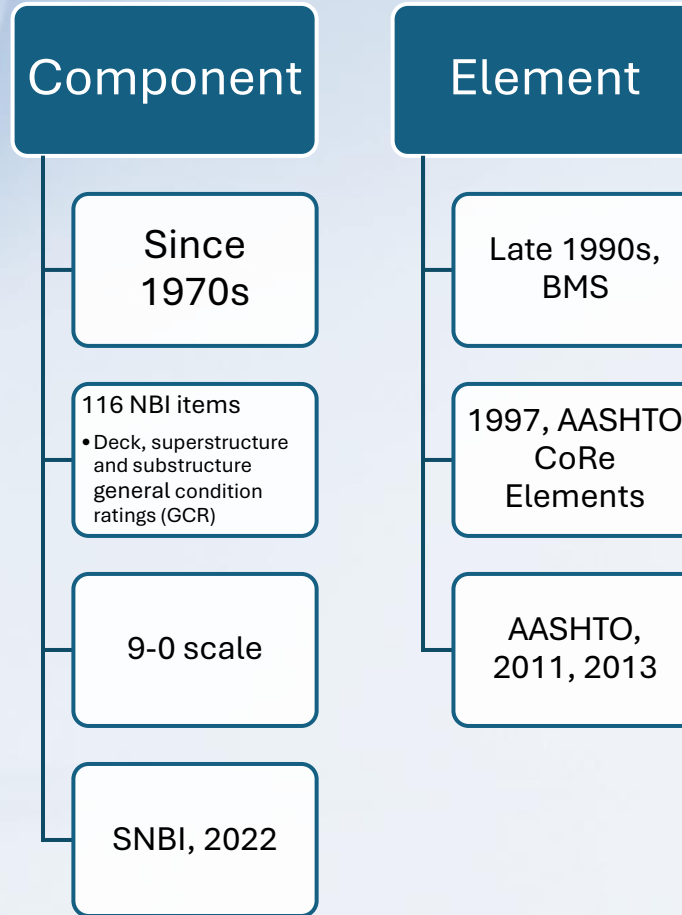 Component
Since
1970s
116 NBI items
• Deck, superstructure
and substructure
general condition
ratings (GCR)
9-0 scale
SNBI, 2022
Element
Late 1990s,
BMS
1997, AASHTO
CoRe
Elements
AASHTO,
2011, 2013